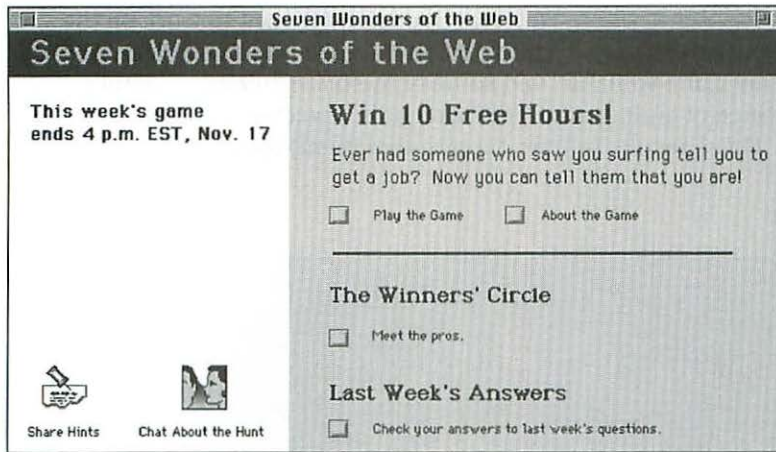 Seven Wonders of the Web
Seven Wonders of the Web
This week's game
ends 4 p.m. EST, Nov. 17
Win 10 Free Hours!
Ever had someone who saw you surfing tell you to
get a job? Now you can tell them that you are!
Play the Game
About the Game
The Winners' Circle
Meet the pros.
Last Week's Answers
Check your answers to last week's questions.
Share Hints
Chat About the Hunt